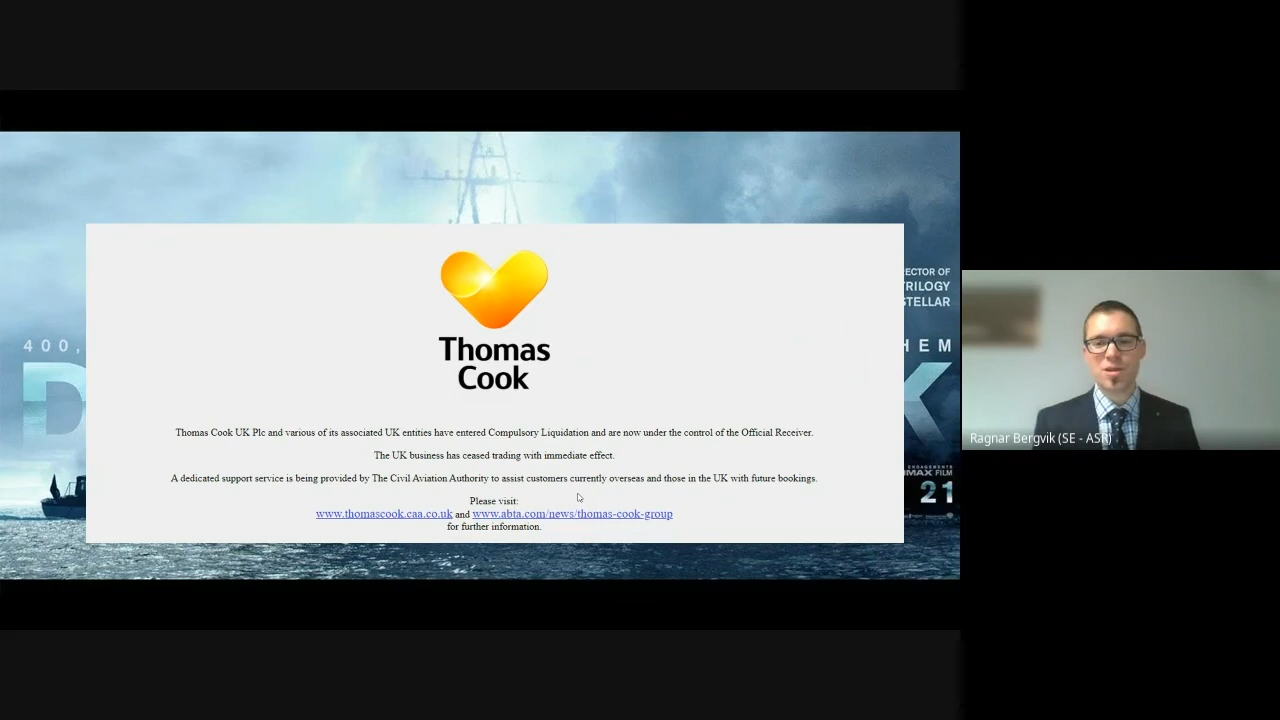 Thomas
Cook
Thomas Cook UK Plc and various of its associated UK entities have entered Compulsory Liquidation and are now under the control of the Official Receiver.
The UK business has ceased trading with immediate effect.
A dedicated support service is being provided by The Civil Aviation Authority to assist customers currently overseas and those in the UK with future bookings.
Please visit:
www.thomascook.caa.co.uk and www.abta.com/news/thomas-cook-group
for further information.
ECTOR OF
TRILOGY
STELLAR
400,
HEM
D
K
IMAX FILM
21
Ragnar Bergvik (SE - ASR)